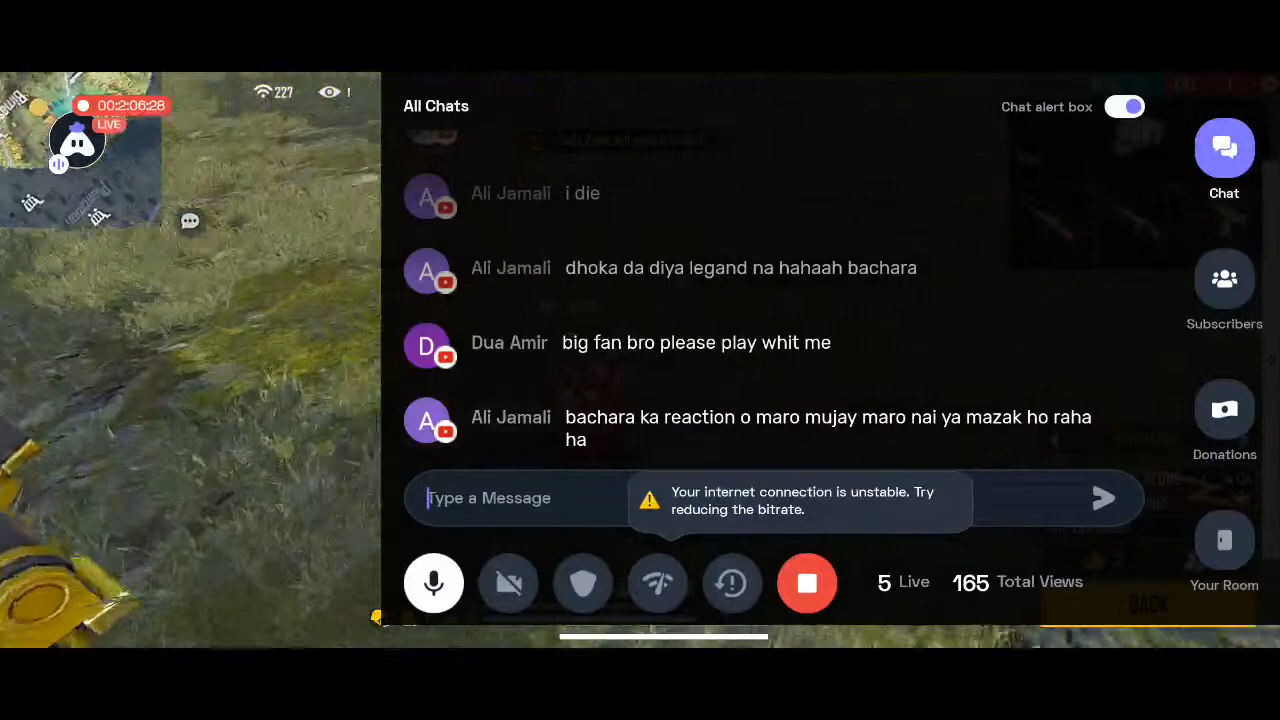 00:2:06:28
LIVE
227
1
All Chats
Chat alert box
Chat
A
Ali Jamali i die
A
Ali Jamali dhoka da diya legand na hahaah bachara
Subscribers
D
Dua Amir big fan bro please play whit me
A
Ali Jamali bachara ka reaction o maro mujay maro nai ya mazak ho raha
ha
Donations
Type a Message
Your internet connection is unstable. Try
reducing the bitrate.
5 Live 165 Total Views
Your Room
BACK